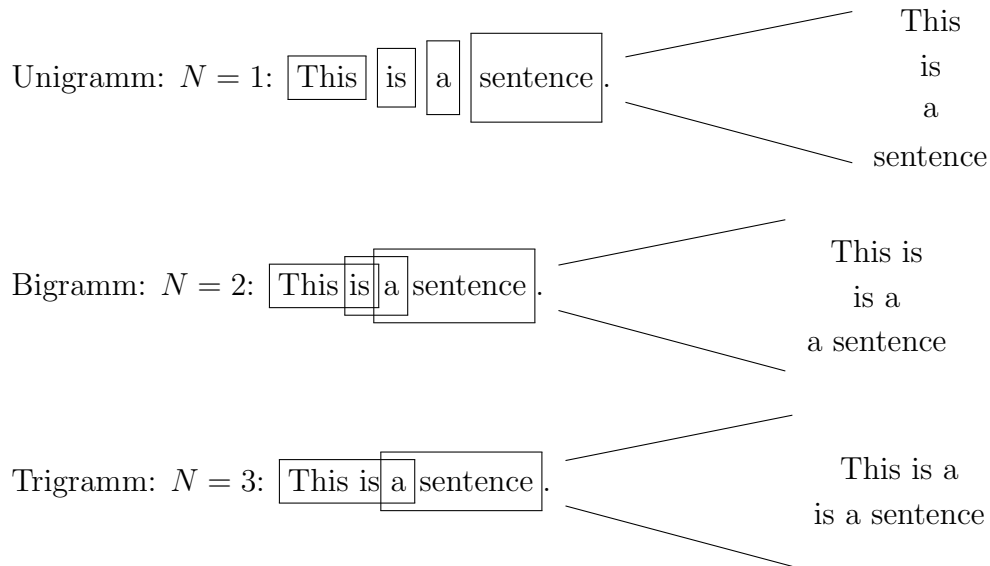 Unigramm: N = 1: This is a sentence.
This
is
a
sentence
Bigramm: N = 2: This is a sentence.
This is
is a
a sentence
Trigramm: N = 3: This is a sentence.
This is a
is a sentence